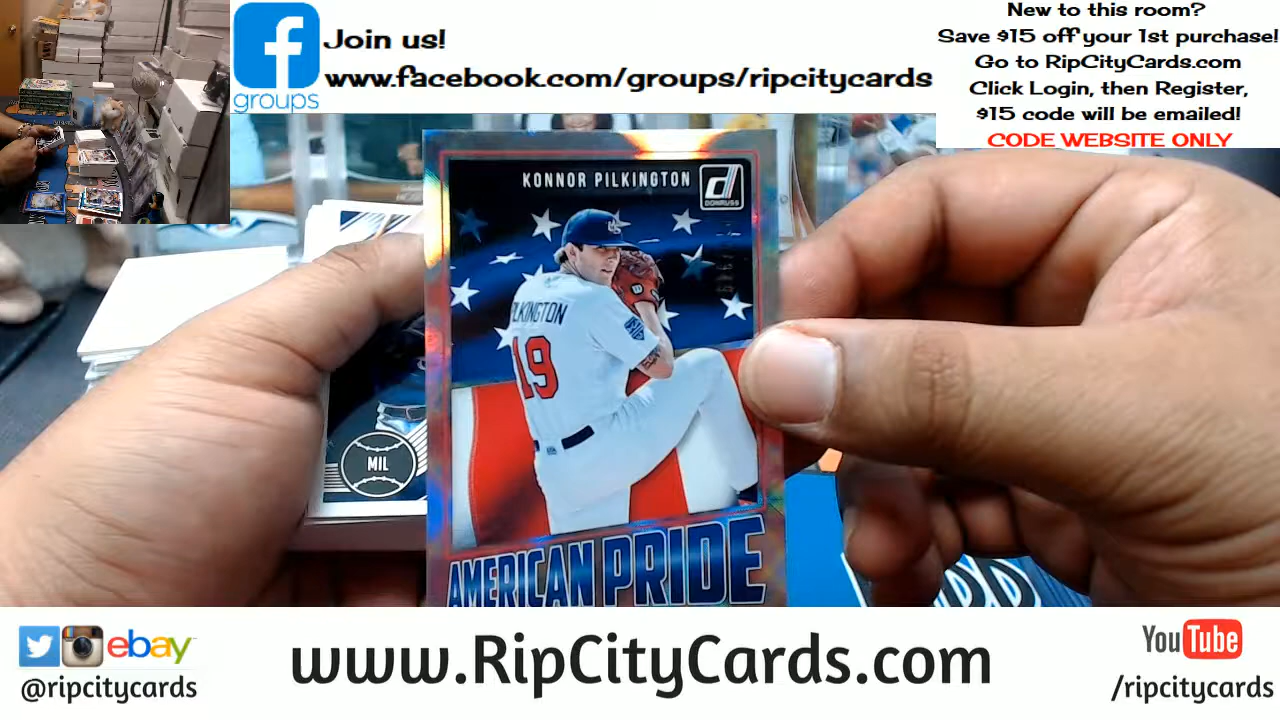 Join us!
www.facebook.com/groups/ripcitycards
groups
New to this room?
Save $15 off your 1st purchase!
Go to RipCityCards.com
Click Login, then Register,
$15 code will be emailed!
CODE WEBSITE ONLY
KONNOR PILKINGTON
DONRUSS
PILKINGTON
19
MIL
AMERICAN PRIDE
ebay
@ripcitycards
www.RipCityCards.com
YouTube
/ripcitycards